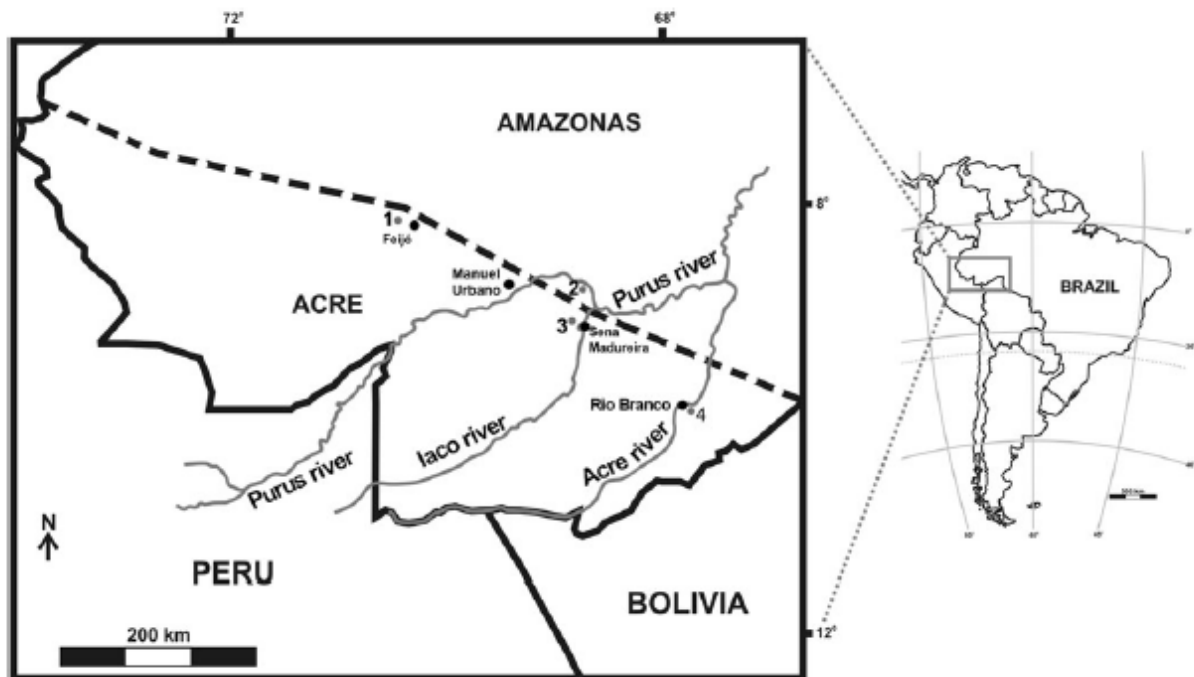 72°
68°
AMAZONAS
8°
1
Feijó
Manuel
Urbano
2
Purus river
ACRE
3
Sena
Madureira
BRAZIL
Rio Branco
4
Iaco river
Acre river
Purus river
N
PERU
BOLIVIA
200 km
12°
0°